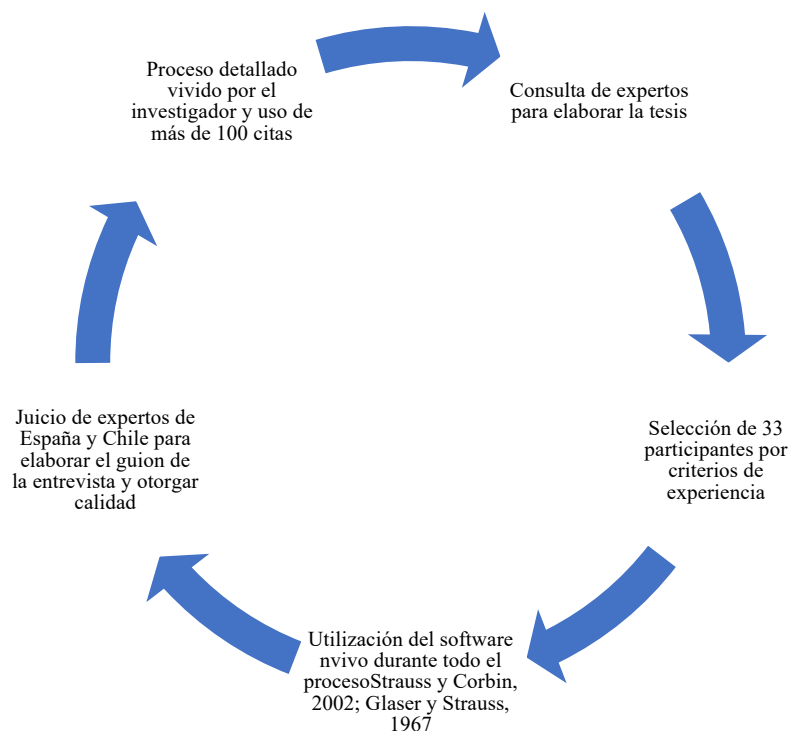 Proceso detallado
vivido por el
investigador y uso de
más de 100 citas
Consulta de expertos
para elaborar la tesis
Selección de 33
participantes por
criterios de
experiencia
Utilización del software
nvivo durante todo el
procesoStrauss y Corbin,
2002; Glaser y Strauss,
1967
Juicio de expertos de
España y Chile para
elaborar el guion de
la entrevista y otorgar
calidad